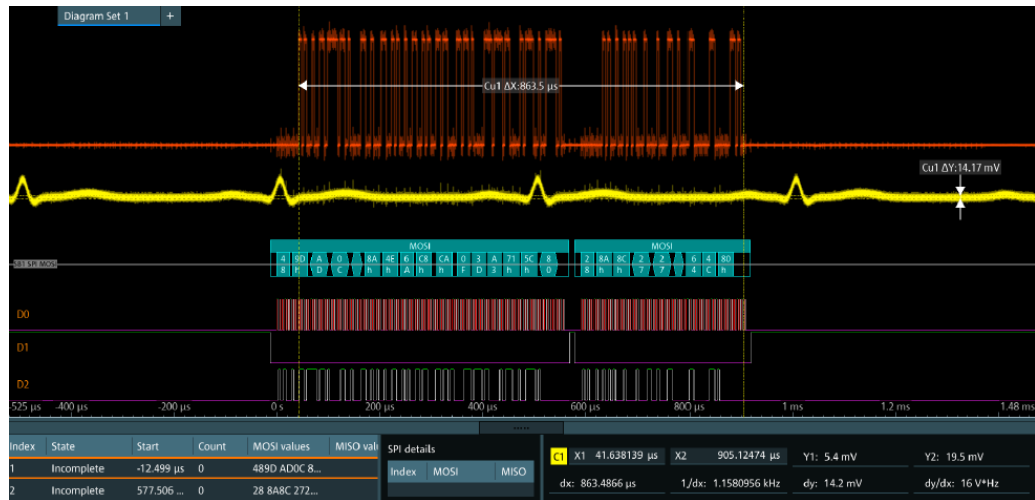 Diagram Set 1 +
Cu1 ΔX:863.5 µs
Cu1 ΔY:14.17 mV
MOSI MOSI
SB1 SPI MOSI
4 9D A 0 8A 4E 6 C8 CA 0 3 A 71 5C 8 2 8A 8C 2 2 6 4 80
8 h D C h h A h h F D 3 h h 0 8 h h 7 7 4 C h
D0
D1
D2
-525 µs -400 µs -200 µs 0 s 200 µs 400 µs 600 µs 800 µs 1 ms 1.2 ms 1.48 ms
Index State Start Count MOSI values MISO valu
1 Incomplete -12.499 µs 0 489D AD0C 8...
2 Incomplete 577.506 ... 0 28 8A8C 272...
SPI details
Index MOSI MISO
C1 X1 41.638139 µs X2 905.12474 µs Y1: 5.4 mV Y2: 19.5 mV
dx: 863.4866 µs 1/dx: 1.1580956 kHz dy: 14.2 mV dy/dx: 16 V*Hz